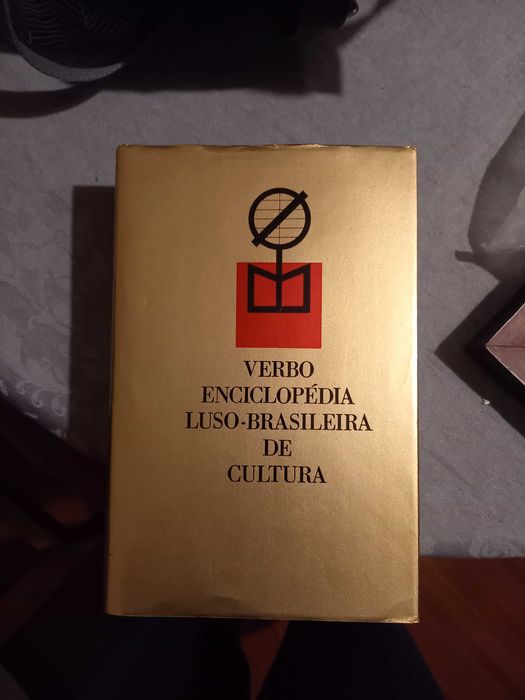 VERBO
ENCICLOPÉDIA
LUSO-BRASILEIRA
DE
CULTURA